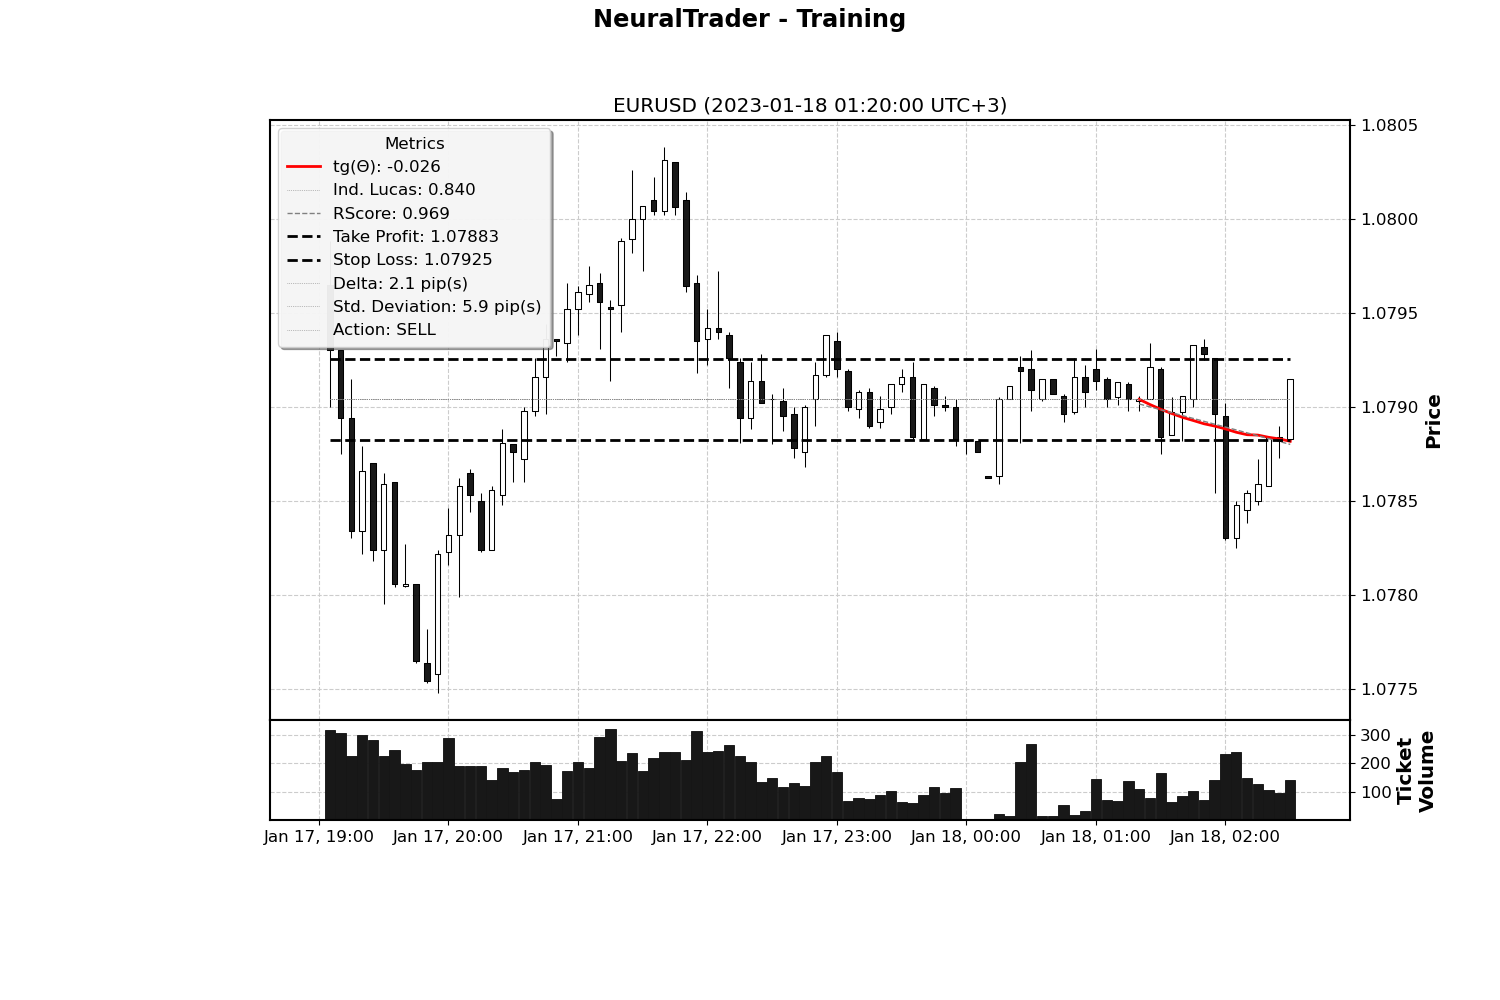 NeuralTrader - Training
EURUSD (2023-01-18 01:20:00 UTC+3)
Metrics
tg(Θ): -0.026
Ind. Lucas: 0.840
RScore: 0.969
Take Profit: 1.07883
Stop Loss: 1.07925
Delta: 2.1 pip(s)
Std. Deviation: 5.9 pip(s)
Action: SELL
1.0805
1.0800
1.0795
1.0790
1.0785
1.0780
1.0775
Price
300
200
100
Ticket
Volume
Jan 17, 19:00
Jan 17, 20:00
Jan 17, 21:00
Jan 17, 22:00
Jan 17, 23:00
Jan 18, 00:00
Jan 18, 01:00
Jan 18, 02:00